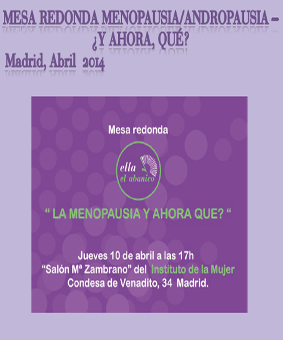 MESA REDONDA MENOPAUSIA/ANDROPAUSIA –
¿Y AHORA, QUÉ?
Madrid, Abril 2014
Mesa redonda
ella
el abanico
“ LA MENOPAUSIA Y AHORA QUE? “
Jueves 10 de abril a las 17h
“Salón Mª Zambrano” del Instituto de la Mujer
Condesa de Venadito, 34 Madrid.